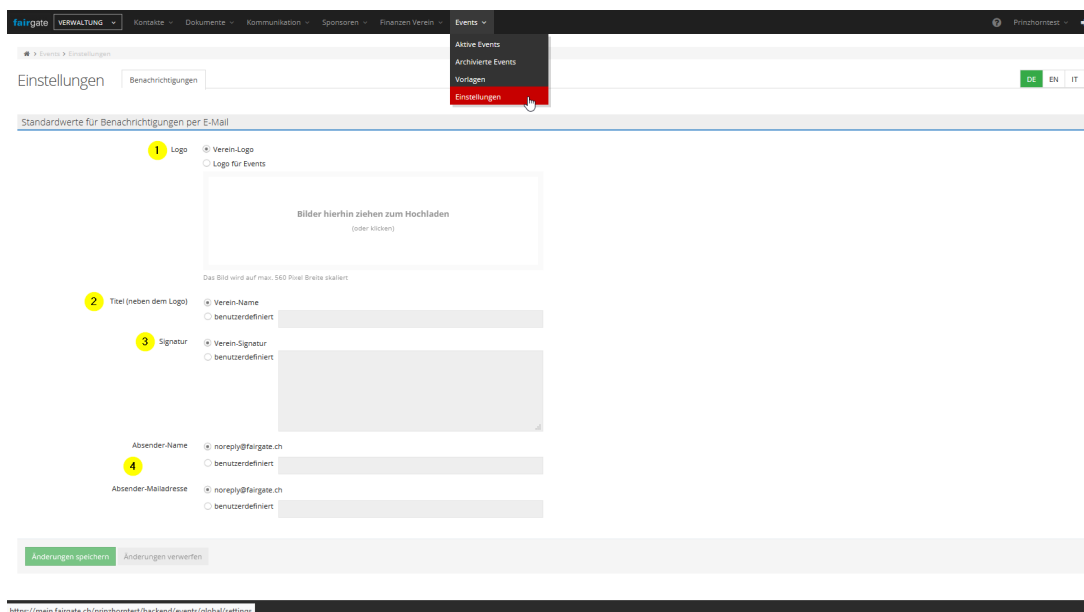 fairgate VERWALTUNG Kontakte Dokumente Kommunikation Sponsoren Finanzen Verein Events Prinzhorntest
Aktive Events
Archivierte Events
Vorlagen
Einstellungen
> Events > Einstellungen
Einstellungen Benachrichtigungen DE EN IT
Standardwerte für Benachrichtigungen per E-Mail
1 Logo Verein-Logo
Logo für Events
Bilder hierhin ziehen zum Hochladen
(oder klicken)
Das Bild wird auf max. 560 Pixel Breite skaliert
2 Titel (neben dem Logo) Verein-Name
benutzerdefiniert
3 Signatur Verein-Signatur
benutzerdefiniert
Absender-Name noreply@fairgate.ch
4 benutzerdefiniert
Absender-Mailadresse noreply@fairgate.ch
benutzerdefiniert
Änderungen speichern Änderungen verwerfen
https://mein.fairgate.ch/prinzhorntest/backend/events/global/settings